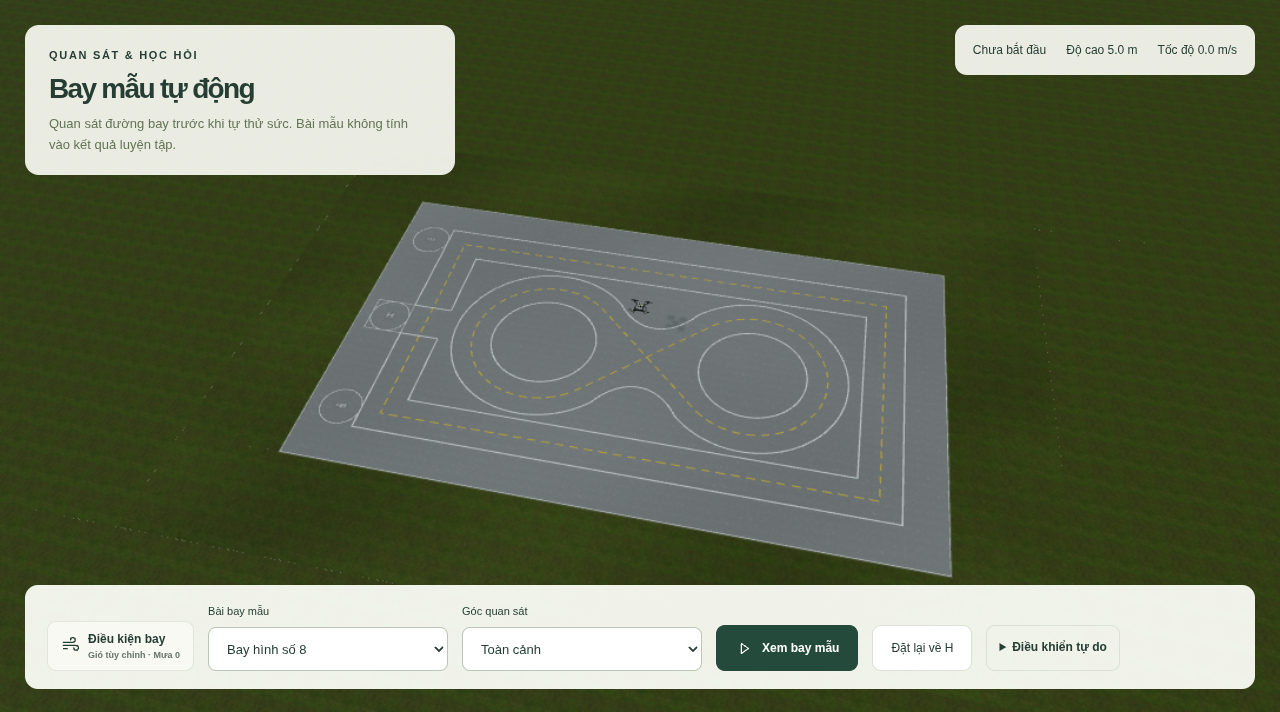 QUAN SÁT & HỌC HỎI
Bay mẫu tự động
Quan sát đường bay trước khi tự thử sức. Bài mẫu không tính
vào kết quả luyện tập.
Chưa bắt đầu Độ cao 5.0 m Tốc độ 0.0 m/s
H
Bài bay mẫu Góc quan sát
Điều kiện bay
Gió tùy chỉnh · Mưa 0
Bay hình số 8
Toàn cảnh
Xem bay mẫu
Đặt lại về H
Điều khiển tự do